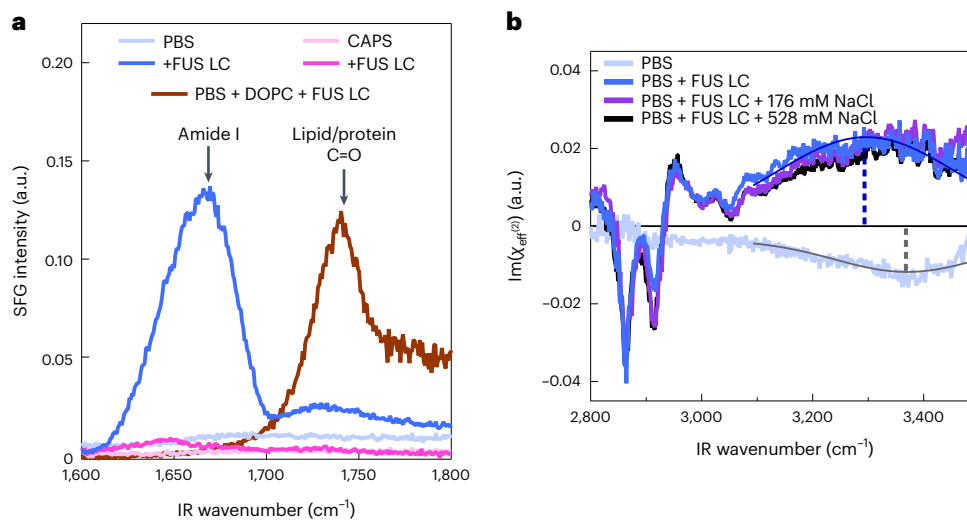 a
PBS
CAPS
+FUS LC
+FUS LC
PBS + DOPC + FUS LC
Amide I
Lipid/protein
C=O
SFG intensity (a.u.)
0.20
0.15
0.10
0.05
0
1,600
1,650
1,700
1,750
1,800
IR wavenumber (cm⁻¹)
b
PBS
PBS + FUS LC
PBS + FUS LC + 176 mM NaCl
PBS + FUS LC + 528 mM NaCl
Im(χeff⁽²⁾) (a.u.)
0.04
0.02
0
−0.02
−0.04
2,800
3,000
3,200
3,400
IR wavenumber (cm⁻¹)